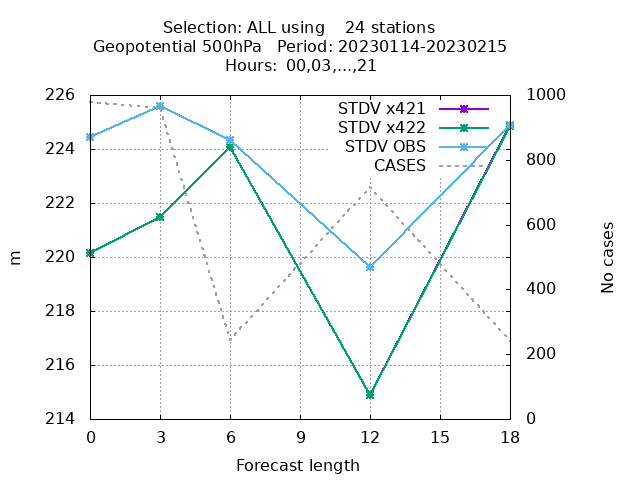 Selection: ALL using    24 stations
Geopotential 500hPa   Period: 20230114-20230215
Hours: 00,03,...,21
226
224
222
220
218
216
214
1000
800
600
400
200
0
STDV x421
STDV x422
STDV OBS
CASES
m
No cases
0 3 6 9 12 15 18
Forecast length